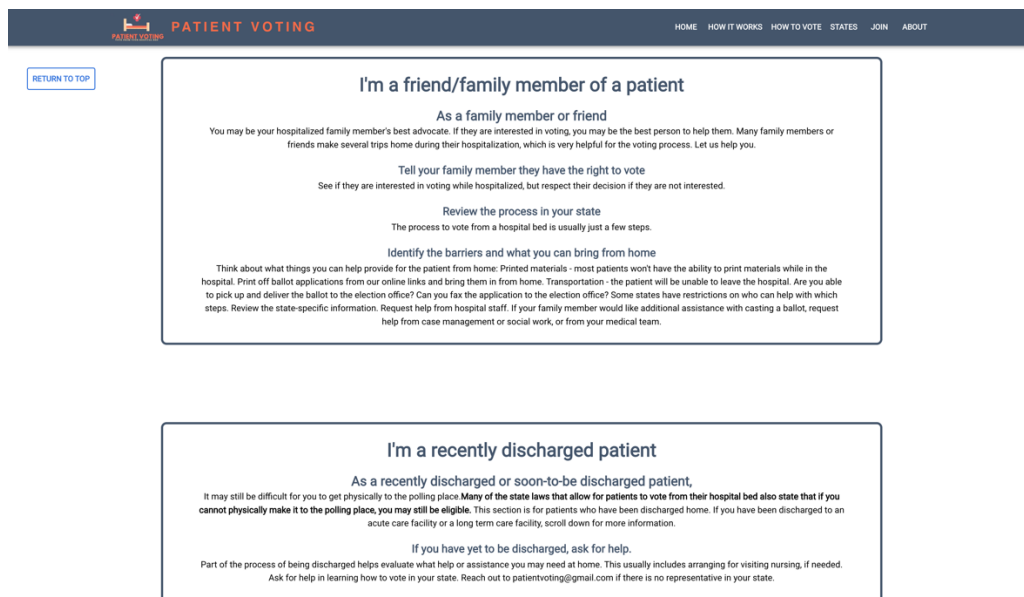 PATIENT VOTING
PATIENT VOTING
HOME HOW IT WORKS HOW TO VOTE STATES JOIN ABOUT
RETURN TO TOP
I'm a friend/family member of a patient
As a family member or friend
You may be your hospitalized family member's best advocate. If they are interested in voting, you may be the best person to help them. Many family members or
friends make several trips home during their hospitalization, which is very helpful for the voting process. Let us help you.
Tell your family member they have the right to vote
See if they are interested in voting while hospitalized, but respect their decision if they are not interested.
Review the process in your state
The process to vote from a hospital bed is usually just a few steps.
Identify the barriers and what you can bring from home
Think about what things you can help provide for the patient from home: Printed materials - most patients won't have the ability to print materials while in the
hospital. Print off ballot applications from our online links and bring them in from home. Transportation - the patient will be unable to leave the hospital. Are you able
to pick up and deliver the ballot to the election office? Can you fax the application to the election office? Some states have restrictions on who can help with which
steps. Review the state-specific information. Request help from hospital staff. If your family member would like additional assistance with casting a ballot, request
help from case management or social work, or from your medical team.
I'm a recently discharged patient
As a recently discharged or soon-to-be discharged patient,
It may still be difficult for you to get physically to the polling place.Many of the state laws that allow for patients to vote from their hospital bed also state that if you
cannot physically make it to the polling place, you may still be eligible. This section is for patients who have been discharged home. If you have been discharged to an
acute care facility or a long term care facility, scroll down for more information.
If you have yet to be discharged, ask for help.
Part of the process of being discharged helps evaluate what help or assistance you may need at home. This usually includes arranging for visiting nursing, if needed.
Ask for help in learning how to vote in your state. Reach out to patientvoting@gmail.com if there is no representative in your state.